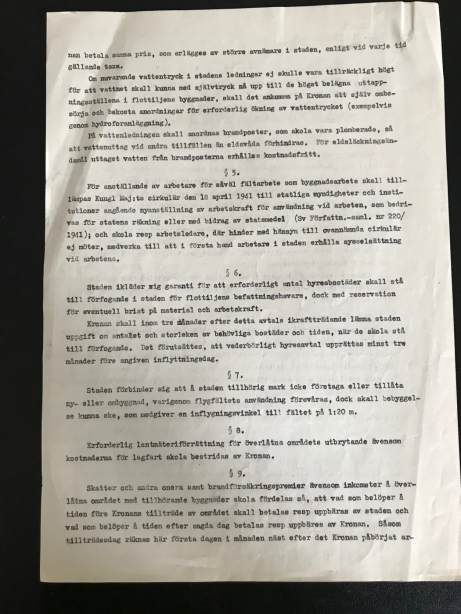 nan betala samma pris, som erlägges av större avnämare i staden, enligt vid varje tid
gällande taxa.
Om nuvarande vattentryck i stadens ledningar ej skulle vara tillräckligt högt
för att vattnet skall kunna med självtryck nå upp till de högst belägna uttapp-
ningsställena i flottiljens byggnader, skall det ankomma på Kronan att själv ombe-
sörja och bekosta anordningar för erforderlig ökning av vattentrycket (exempelvis
genom hydroforanläggning).
På vattenledningen skall anordnas brandposter, som skola vara plomberade, så
att vattenuttag vid andra tillfällen än eldsvåda förhindras. För eldsläckningsän-
damål uttaget vatten från brandposterna erhålles kostnadsfritt.
§ 5.
För anställande av arbetare för såväl fältarbete som byggnadsarbete skall till-
lämpas Kungl Maj:ts cirkulär den 18 april 1941 till statliga myndigheter och insti-
tutioner angående nyanställning av arbetskraft för användning vid arbeten, som bedri-
vas för statens räkning eller med bidrag av statsmedel (Sv Författn.-saml. nr 220/
1941); och skola resp arbetsledare, där hinder med hänsyn till ovannämnda cirkulär
ej möter, medverka till att i första hand arbetare i staden erhålla sysselsättning
vid arbetena.
§ 6.
Staden ikläder sig garanti för att erforderligt antal hyresbostäder skall stå
till förfogande i staden för flottiljens befattningshavare, dock med reservation
för eventuell brist på material och arbetskraft.
Kronan skall inom tre månader efter detta avtals ikraftträdande lämna staden
uppgift om antalet och storleken av behövliga bostäder och tiden, när de skola stå
till förfogande. Det förutsättes, att vederbörligt hyresavtal upprättas minst tre
månader före angiven inflyttningsdag.
§ 7.
Staden förbinder sig att å staden tillhörig mark icke företaga eller tillåta
ny- eller ombyggnad, varigenom flygfältets användning försvåras, dock skall bebyggel-
se kunna ske, som medgiver en inflygningsvinkel till fältet på 1:20 m.
§ 8.
Erforderlig lantmäteriförrättning för överlåtna områdets utbrytande ävensom
kostnaderna för lagfart skola bestridas av Kronan.
§ 9.
Skatter och andra onera samt brandförsäkringspremier ävensom inkomster å över-
låtna området med tillhörande byggnader skola fördelas så, att vad som belöper å
tiden före Kronans tillträde av området skall betalas resp uppbäras av staden och
vad som belöper å tiden efter sagda dag betalas resp uppbäras av Kronan. Såsom
tillträdesdag räknas här första dagen i månaden näst efter det Kronan påbörjat ar-